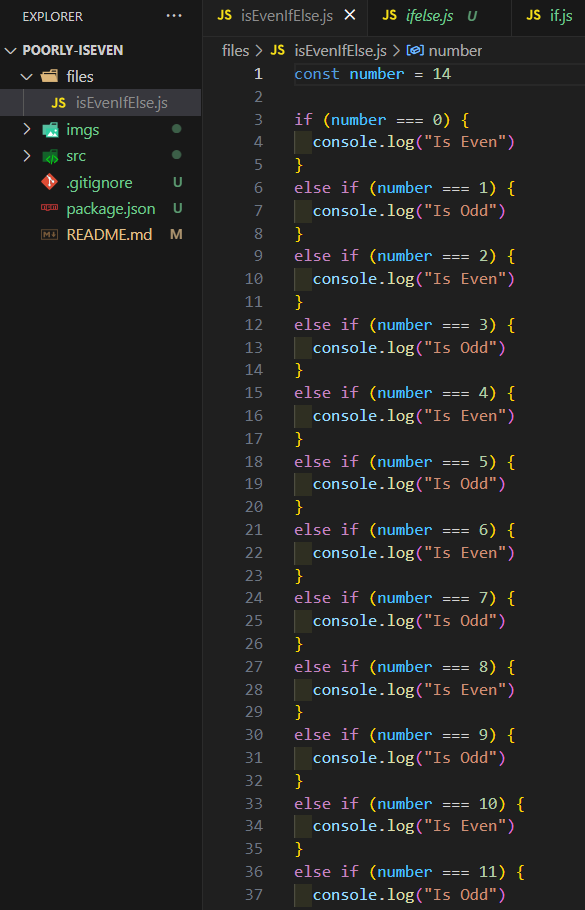 EXPLORER ...
POORLY-ISEVEN
files
JS isEvenIfElse.js
imgs
src
.gitignore U
package.json U
README.md M
JS isEvenIfElse.js × JS ifelse.js U JS if.js
files > JS isEvenIfElse.js > number
1 const number = 14
2
3 if (number === 0) {
4 console.log("Is Even")
5 }
6 else if (number === 1) {
7 console.log("Is Odd")
8 }
9 else if (number === 2) {
10 console.log("Is Even")
11 }
12 else if (number === 3) {
13 console.log("Is Odd")
14 }
15 else if (number === 4) {
16 console.log("Is Even")
17 }
18 else if (number === 5) {
19 console.log("Is Odd")
20 }
21 else if (number === 6) {
22 console.log("Is Even")
23 }
24 else if (number === 7) {
25 console.log("Is Odd")
26 }
27 else if (number === 8) {
28 console.log("Is Even")
29 }
30 else if (number === 9) {
31 console.log("Is Odd")
32 }
33 else if (number === 10) {
34 console.log("Is Even")
35 }
36 else if (number === 11) {
37 console.log("Is Odd")